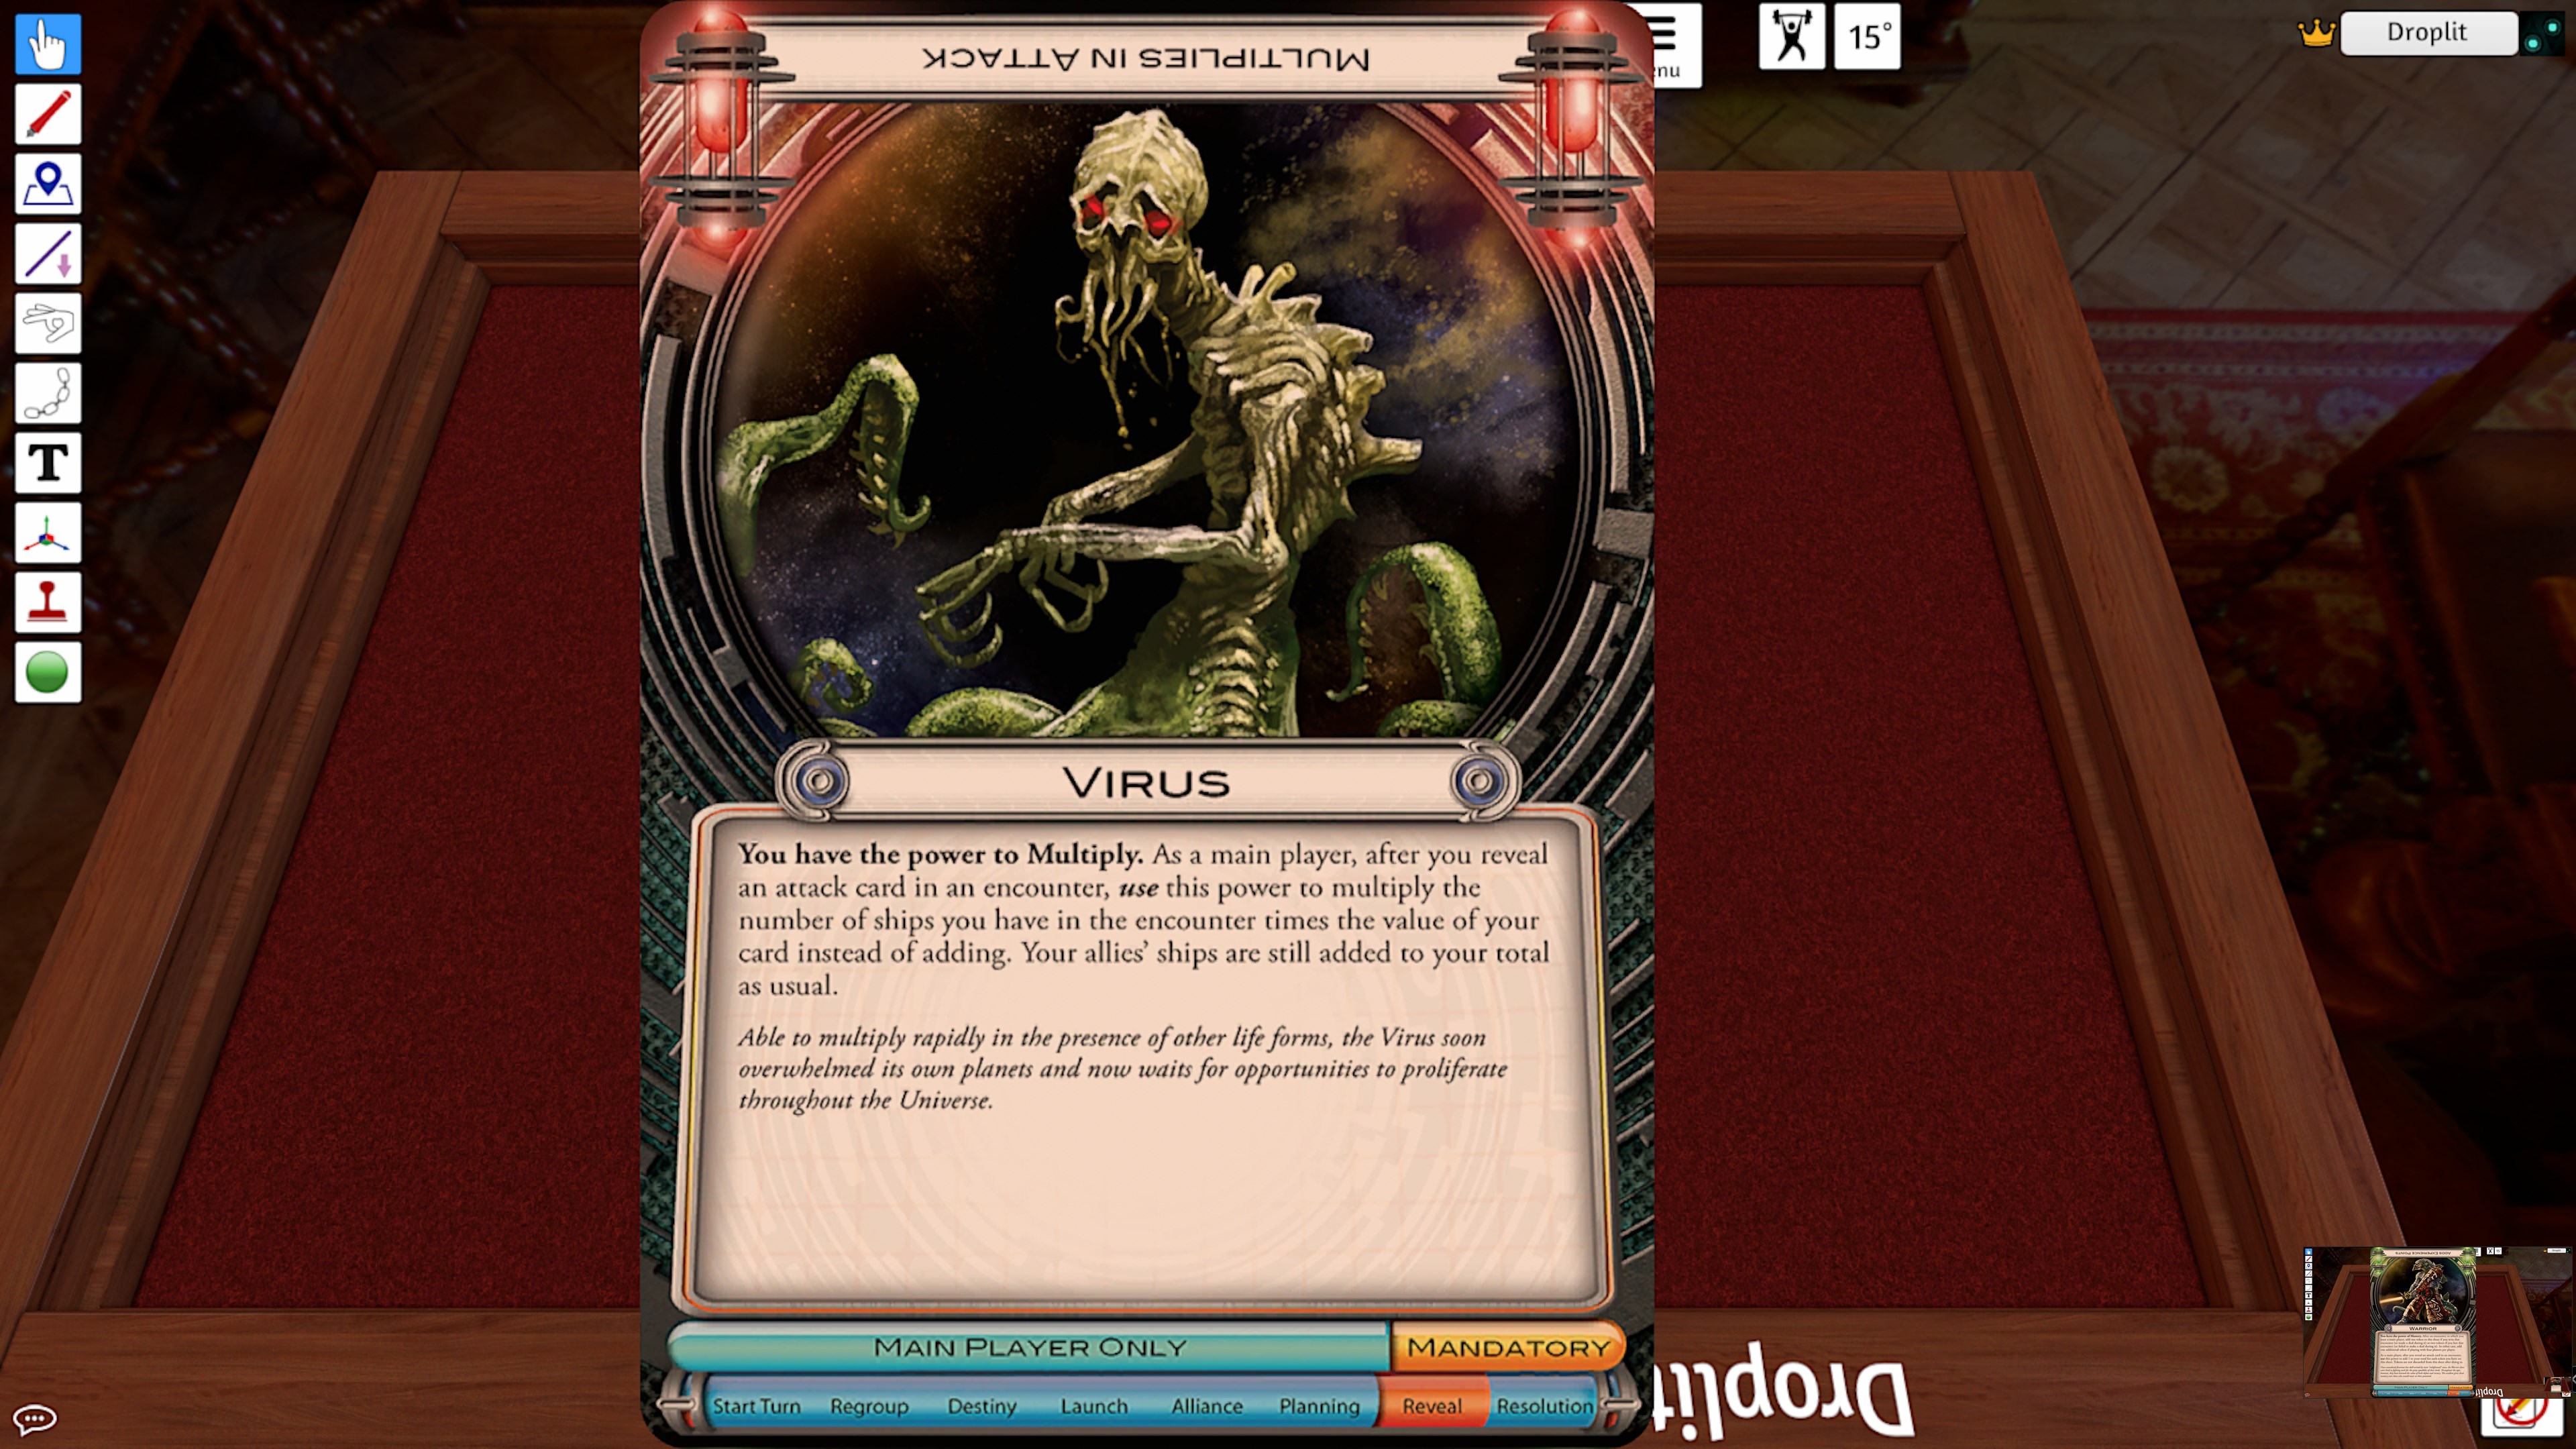 MULTIPLIES IN ATTACK
enu
15°
Droplit
T
VIRUS
You have the power to Multiply. As a main player, after you reveal
an attack card in an encounter, use this power to multiply the
number of ships you have in the encounter times the value of your
card instead of adding. Your allies’ ships are still added to your total
as usual.
Able to multiply rapidly in the presence of other life forms, the Virus soon
overwhelmed its own planets and now waits for opportunities to proliferate
throughout the Universe.
MAIN PLAYER ONLY
MANDATORY
Start Turn Regroup Destiny Launch Alliance Planning Reveal Resolution
Droplit
WARRIOR